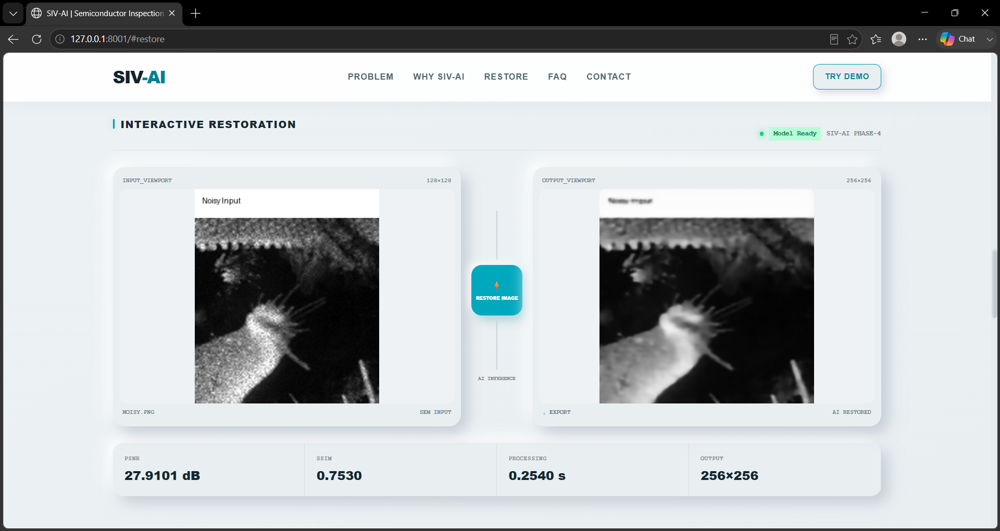 SIV-AI | Semiconductor Inspection
127.0.0.1:8001/#restore
Chat
SIV-AI
PROBLEM
WHY SIV-AI
RESTORE
FAQ
CONTACT
TRY DEMO
INTERACTIVE RESTORATION
Model Ready
SIV-AI PHASE-4
INPUT_VIEWPORT
128×128
Noisy Input
NOISY.PNG
SEM INPUT
RESTORE IMAGE
AI INFERENCE
OUTPUT_VIEWPORT
256×256
Noisy Input
↓ EXPORT
AI RESTORED
PSNR
27.9101 dB
SSIM
0.7530
PROCESSING
0.2540 s
OUTPUT
256×256